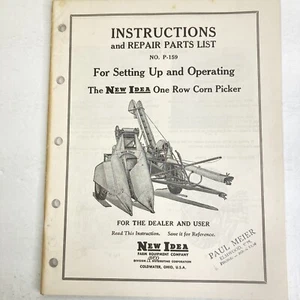 INSTRUCTIONS
and REPAIR PARTS LIST
NO. P-159
For Setting Up and Operating
The NEW IDEA One Row Corn Picker
FOR THE DEALER AND USER
Read This Instruction. Save it for Reference.
NEW IDEA
FARM EQUIPMENT COMPANY
COLDWATER, OHIO, U.S.A.
PAUL MEIER